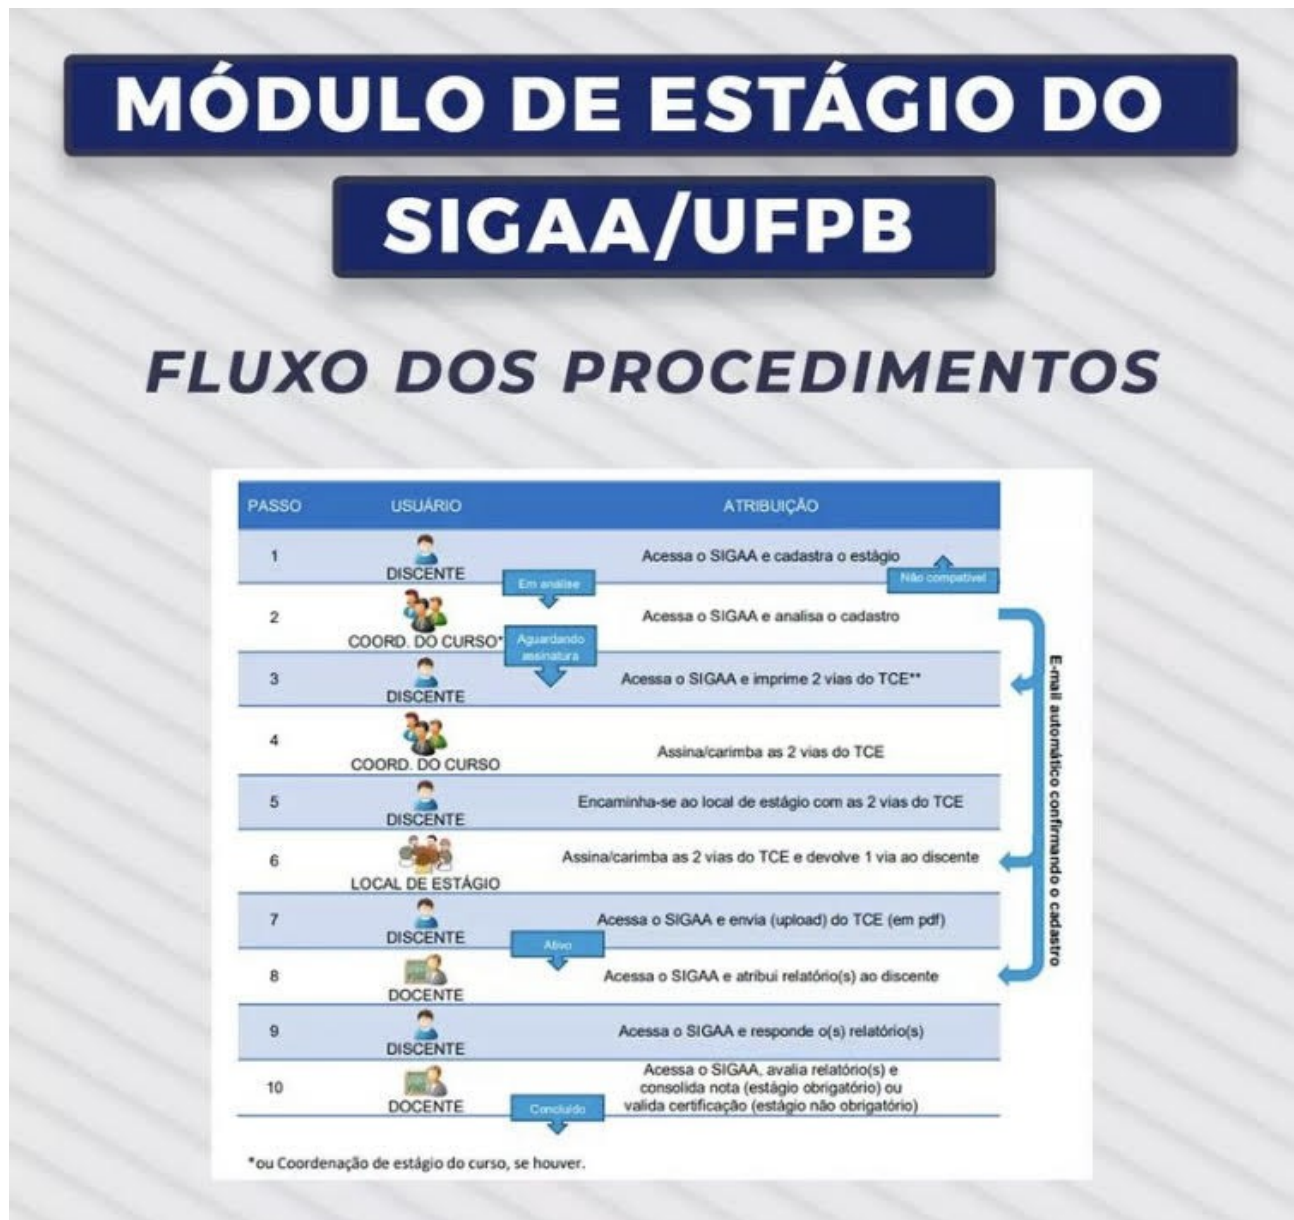 MÓDULO DE ESTÁGIO DO
SIGAA/UFPB
FLUXO DOS PROCEDIMENTOS
PASSO USUÁRIO ATRIBUIÇÃO
1 DISCENTE Acessa o SIGAA e cadastra o estágio
Em análise
Não compatível
2 COORD. DO CURSO* Acessa o SIGAA e analisa o cadastro
Aguardando
assinatura
3 DISCENTE Acessa o SIGAA e imprime 2 vias do TCE**
4 COORD. DO CURSO Assina/carimba as 2 vias do TCE
5 DISCENTE Encaminha-se ao local de estágio com as 2 vias do TCE
6 LOCAL DE ESTÁGIO Assina/carimba as 2 vias do TCE e devolve 1 via ao discente
7 DISCENTE Acessa o SIGAA e envia (upload) do TCE (em pdf)
Ativo
8 DOCENTE Acessa o SIGAA e atribui relatório(s) ao discente
9 DISCENTE Acessa o SIGAA e responde o(s) relatório(s)
10 DOCENTE Acessa o SIGAA, avalia relatório(s) e
consolida nota (estágio obrigatório) ou
valida certificação (estágio não obrigatório)
Concluído
E-mail automático confirmando o cadastro
*ou Coordenação de estágio do curso, se houver.